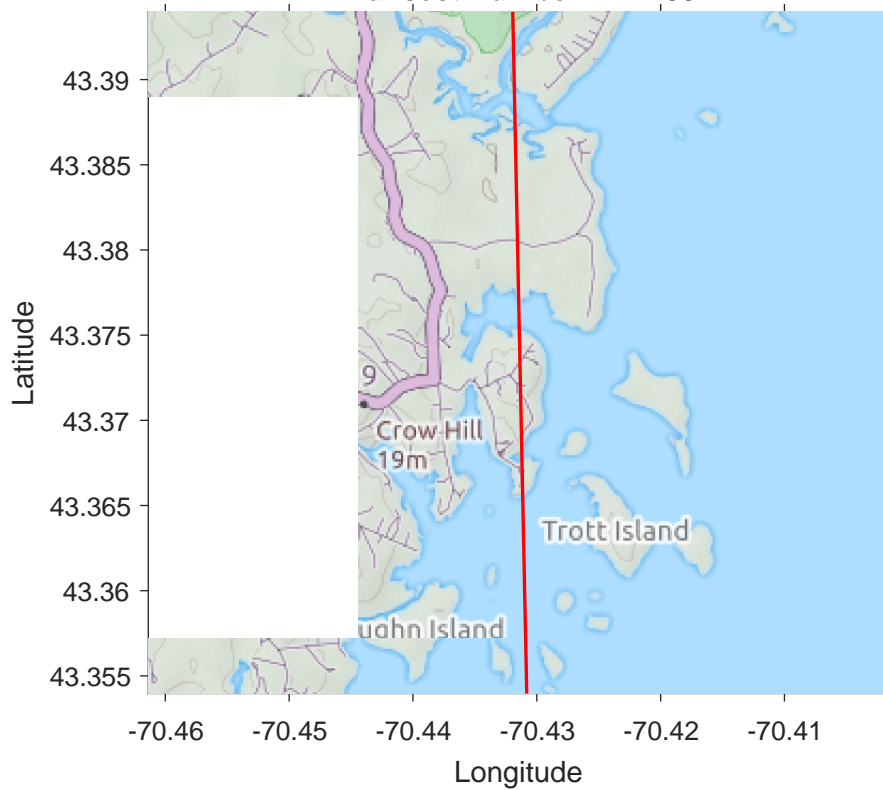 43.39
43.385
43.38
43.375
43.37
43.365
43.36
43.355
Latitude
9
Crow Hill
19m
Trott Island
Island
-70.46
-70.45
-70.44
-70.43
-70.42
-70.41
Longitude